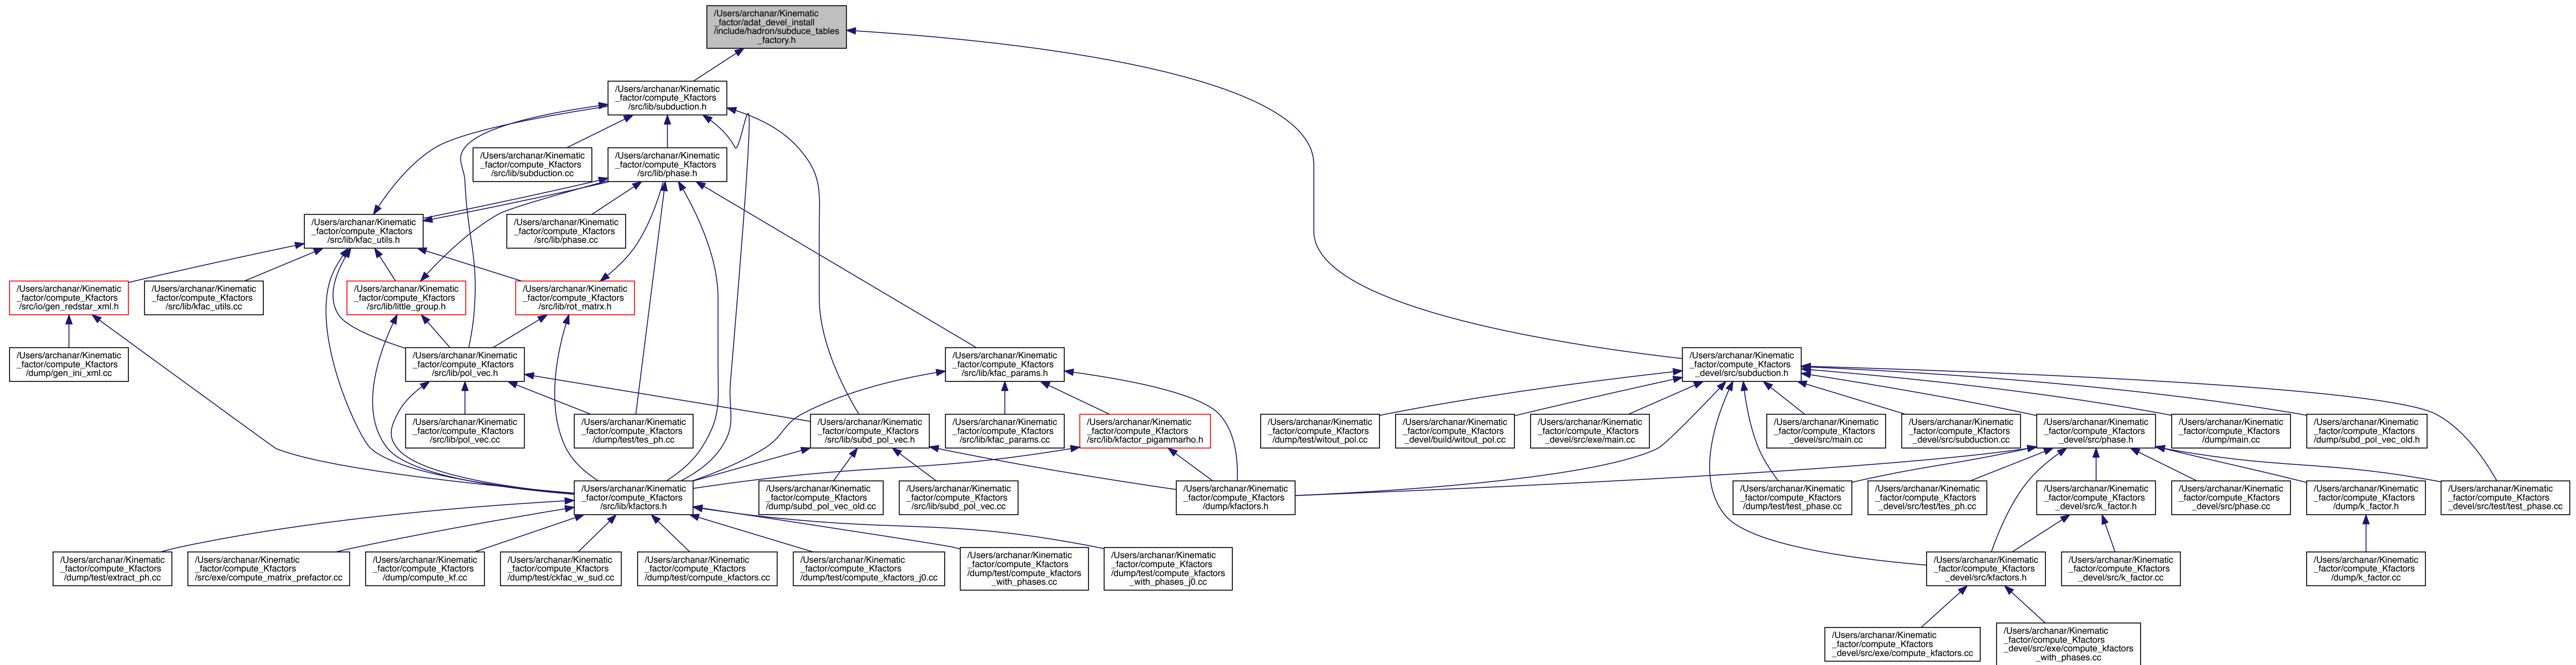 /Users/archanar/Kinematic
_factor/adat_devel_install
/include/hadron/subduce_tables
_factory.h
/Users/archanar/Kinematic
_factor/compute_Kfactors
/src/lib/subduction.h
/Users/archanar/Kinematic
_factor/compute_Kfactors
/src/lib/subduction.cc
/Users/archanar/Kinematic
_factor/compute_Kfactors
/src/lib/phase.h
/Users/archanar/Kinematic
_factor/compute_Kfactors
/src/lib/kfac_utils.h
/Users/archanar/Kinematic
_factor/compute_Kfactors
/src/lib/phase.cc
/Users/archanar/Kinematic
_factor/compute_Kfactors
/src/io/gen_redstar_xml.h
/Users/archanar/Kinematic
_factor/compute_Kfactors
/src/lib/kfac_utils.cc
/Users/archanar/Kinematic
_factor/compute_Kfactors
/src/lib/little_group.h
/Users/archanar/Kinematic
_factor/compute_Kfactors
/src/lib/rot_matrx.h
/Users/archanar/Kinematic
_factor/compute_Kfactors
/dump/gen_ini_xml.cc
/Users/archanar/Kinematic
_factor/compute_Kfactors
/src/lib/pol_vec.h
/Users/archanar/Kinematic
_factor/compute_Kfactors
/src/lib/kfac_params.h
/Users/archanar/Kinematic
_factor/compute_Kfactors
_devel/src/subduction.h
/Users/archanar/Kinematic
_factor/compute_Kfactors
/src/lib/pol_vec.cc
/Users/archanar/Kinematic
_factor/compute_Kfactors
/dump/test/tes_ph.cc
/Users/archanar/Kinematic
_factor/compute_Kfactors
/src/lib/subd_pol_vec.h
/Users/archanar/Kinematic
_factor/compute_Kfactors
/src/lib/kfac_params.cc
/Users/archanar/Kinematic
_factor/compute_Kfactors
/src/lib/kfactor_pigammarho.h
/Users/archanar/Kinematic
_factor/compute_Kfactors
/dump/test/witout_pol.cc
/Users/archanar/Kinematic
_factor/compute_Kfactors
_devel/build/witout_pol.cc
/Users/archanar/Kinematic
_factor/compute_Kfactors
_devel/src/exe/main.cc
/Users/archanar/Kinematic
_factor/compute_Kfactors
_devel/src/main.cc
/Users/archanar/Kinematic
_factor/compute_Kfactors
_devel/src/subduction.cc
/Users/archanar/Kinematic
_factor/compute_Kfactors
_devel/src/phase.h
/Users/archanar/Kinematic
_factor/compute_Kfactors
/dump/main.cc
/Users/archanar/Kinematic
_factor/compute_Kfactors
/dump/subd_pol_vec_old.h
/Users/archanar/Kinematic
_factor/compute_Kfactors
/src/lib/kfactors.h
/Users/archanar/Kinematic
_factor/compute_Kfactors
/dump/subd_pol_vec_old.cc
/Users/archanar/Kinematic
_factor/compute_Kfactors
/src/lib/subd_pol_vec.cc
/Users/archanar/Kinematic
_factor/compute_Kfactors
/dump/kfactors.h
/Users/archanar/Kinematic
_factor/compute_Kfactors
/dump/test/test_phase.cc
/Users/archanar/Kinematic
_factor/compute_Kfactors
_devel/src/test/tes_ph.cc
/Users/archanar/Kinematic
_factor/compute_Kfactors
_devel/src/k_factor.h
/Users/archanar/Kinematic
_factor/compute_Kfactors
_devel/src/phase.cc
/Users/archanar/Kinematic
_factor/compute_Kfactors
/dump/k_factor.h
/Users/archanar/Kinematic
_factor/compute_Kfactors
_devel/src/test/test_phase.cc
/Users/archanar/Kinematic
_factor/compute_Kfactors
/dump/test/extract_ph.cc
/Users/archanar/Kinematic
_factor/compute_Kfactors
/src/exe/compute_matrix_prefactor.cc
/Users/archanar/Kinematic
_factor/compute_Kfactors
/dump/compute_kf.cc
/Users/archanar/Kinematic
_factor/compute_Kfactors
/dump/test/ckfac_w_sud.cc
/Users/archanar/Kinematic
_factor/compute_Kfactors
/dump/test/compute_kfactors.cc
/Users/archanar/Kinematic
_factor/compute_Kfactors
/dump/test/compute_kfactors_j0.cc
/Users/archanar/Kinematic
_factor/compute_Kfactors
/dump/test/compute_kfactors
_with_phases.cc
/Users/archanar/Kinematic
_factor/compute_Kfactors
/dump/test/compute_kfactors
_with_phases_j0.cc
/Users/archanar/Kinematic
_factor/compute_Kfactors
_devel/src/kfactors.h
/Users/archanar/Kinematic
_factor/compute_Kfactors
_devel/src/k_factor.cc
/Users/archanar/Kinematic
_factor/compute_Kfactors
/dump/k_factor.cc
/Users/archanar/Kinematic
_factor/compute_Kfactors
_devel/src/exe/compute_kfactors.cc
/Users/archanar/Kinematic
_factor/compute_Kfactors
_devel/src/exe/compute_kfactors
_with_phases.cc